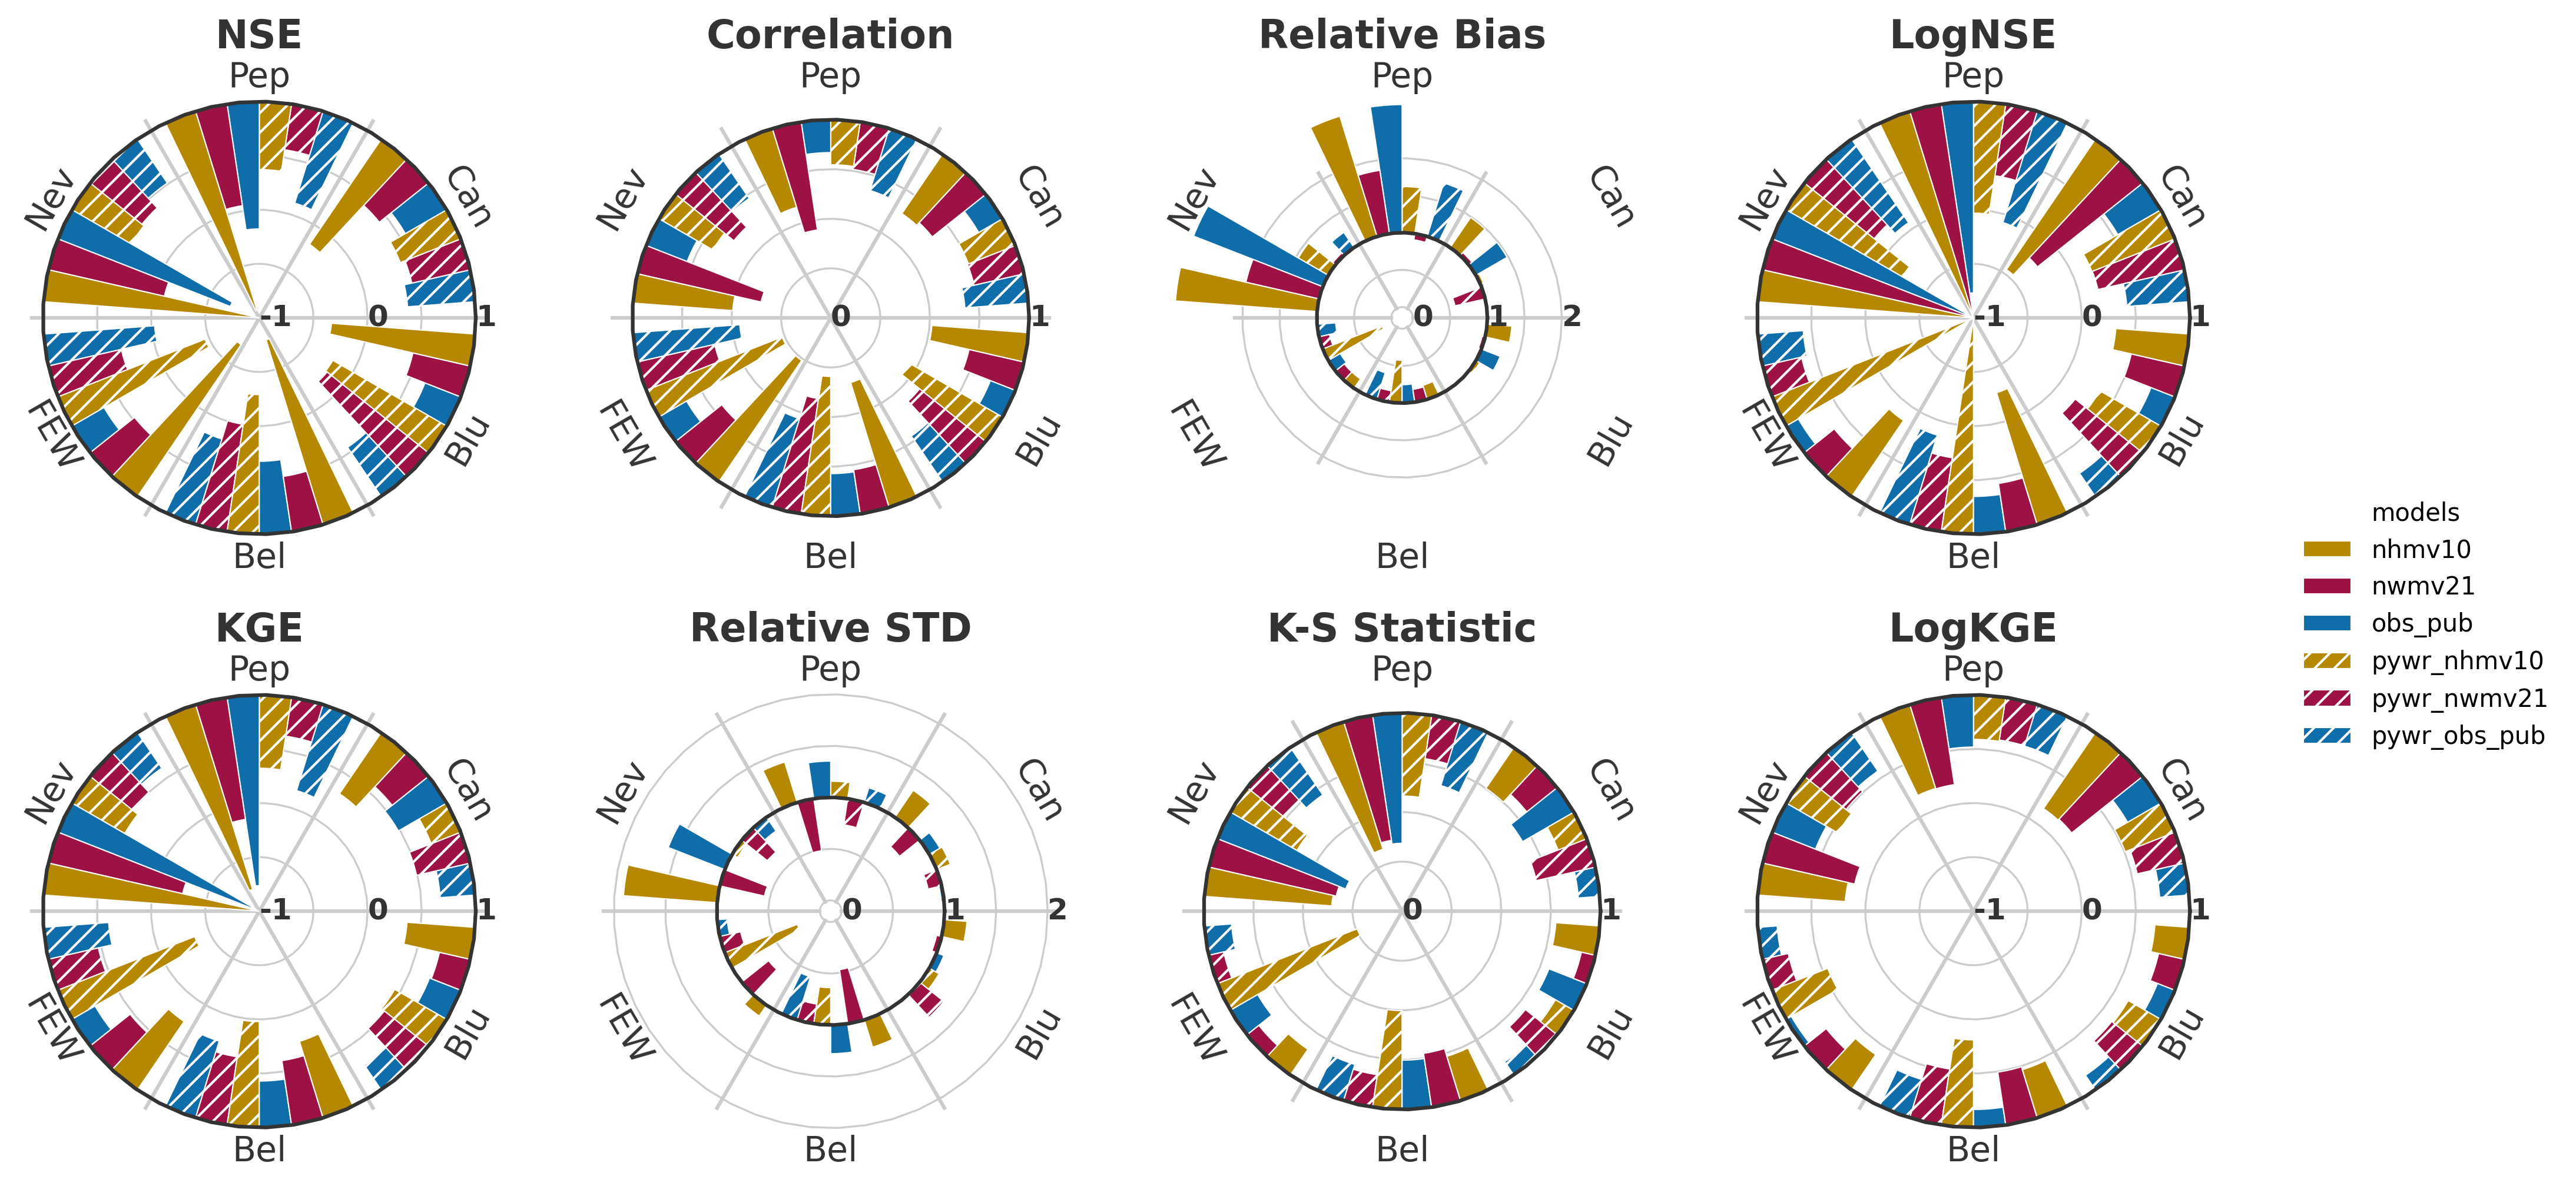 NSE
Pep
Can
Blu
Bel
FEW
Nev
-1
0
1
Correlation
Pep
Can
Blu
Bel
FEW
Nev
0
1
Relative Bias
Pep
Can
Blu
Bel
FEW
Nev
0
1
2
LogNSE
Pep
Can
Blu
Bel
FEW
Nev
-1
0
1
KGE
Pep
Can
Blu
Bel
FEW
Nev
-1
0
1
Relative STD
Pep
Can
Blu
Bel
FEW
Nev
0
1
2
K-S Statistic
Pep
Can
Blu
Bel
FEW
Nev
0
1
LogKGE
Pep
Can
Blu
Bel
FEW
Nev
-1
0
1
models
nhmv10
nwmv21
obs_pub
pywr_nhmv10
pywr_nwmv21
pywr_obs_pub